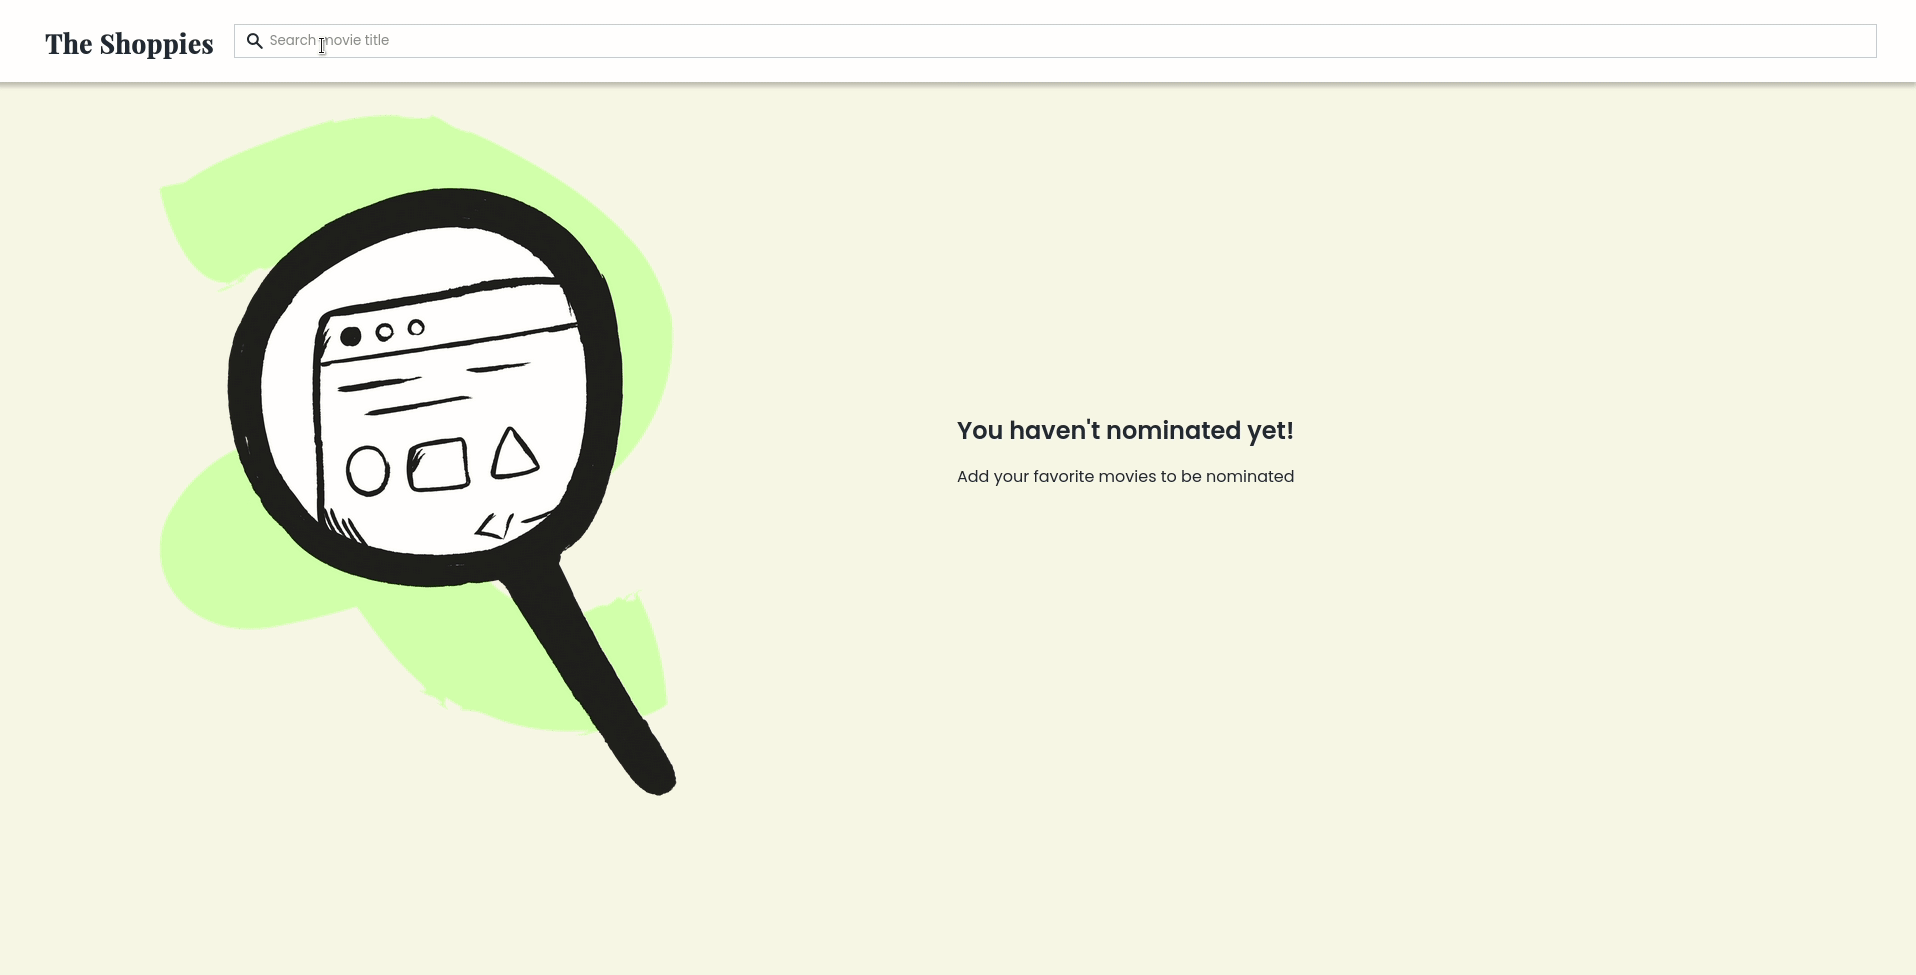 The Shoppies
Search movie title
You haven't nominated yet!
Add your favorite movies to be nominated